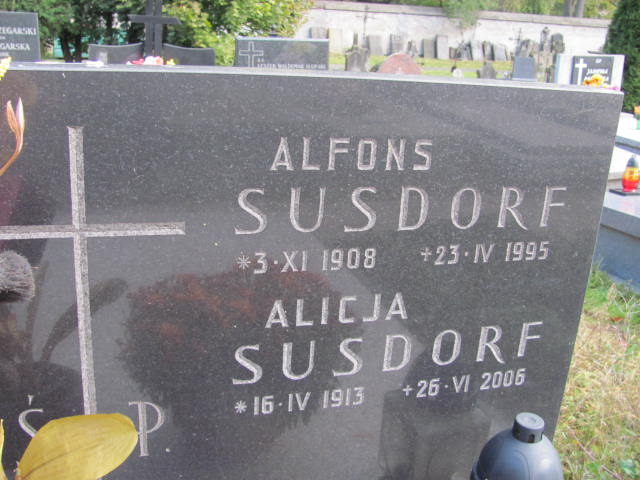 ALFONS
SUSDORF
*3·XI 1908 +23·IV 1995
ALICJA
SUSDORF
*16·IV 1913 +26·VI 2006
Ś P